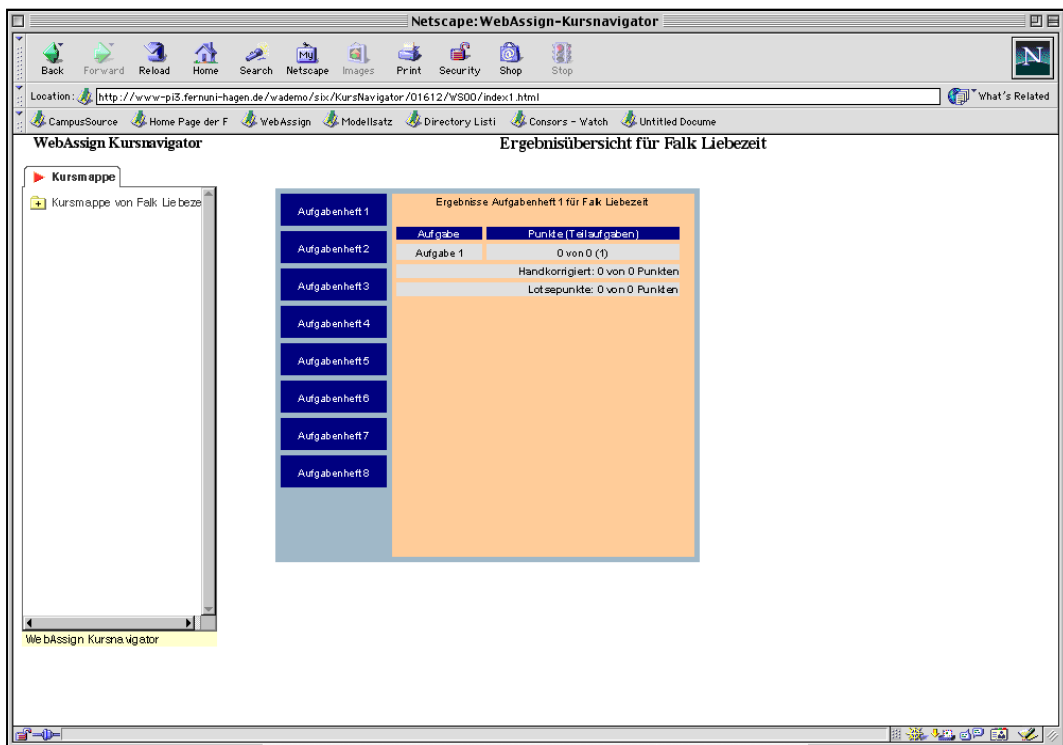 Netscape: WebAssign-Kursnavigator
Back Forward Reload Home Search Netscape Images Print Security Shop Stop
Location: http://www-pi3.fernuni-hagen.de/wademo/six/KursNavigator/01612/WS00/index1.html What's Related
CampusSource Home Page der F WebAssign Modellsatz Directory Listi Consors - Watch Untitled Docume
WebAssign Kursnavigator
Ergebnisübersicht für Falk Liebezeit
Kursmappe
Kursmappe von Falk Liebeze
Aufgabenheft 1
Aufgabenheft 2
Aufgabenheft 3
Aufgabenheft 4
Aufgabenheft 5
Aufgabenheft 6
Aufgabenheft 7
Aufgabenheft 8
Ergebnisse Aufgabenheft 1 für Falk Liebezeit
Aufgabe Punkte (Teilaufgaben)
Aufgabe 1 0 von 0 (1)
Handkorrigiert: 0 von 0 Punkten
Lotsepunkte: 0 von 0 Punkten
WebAssign Kursnavigator